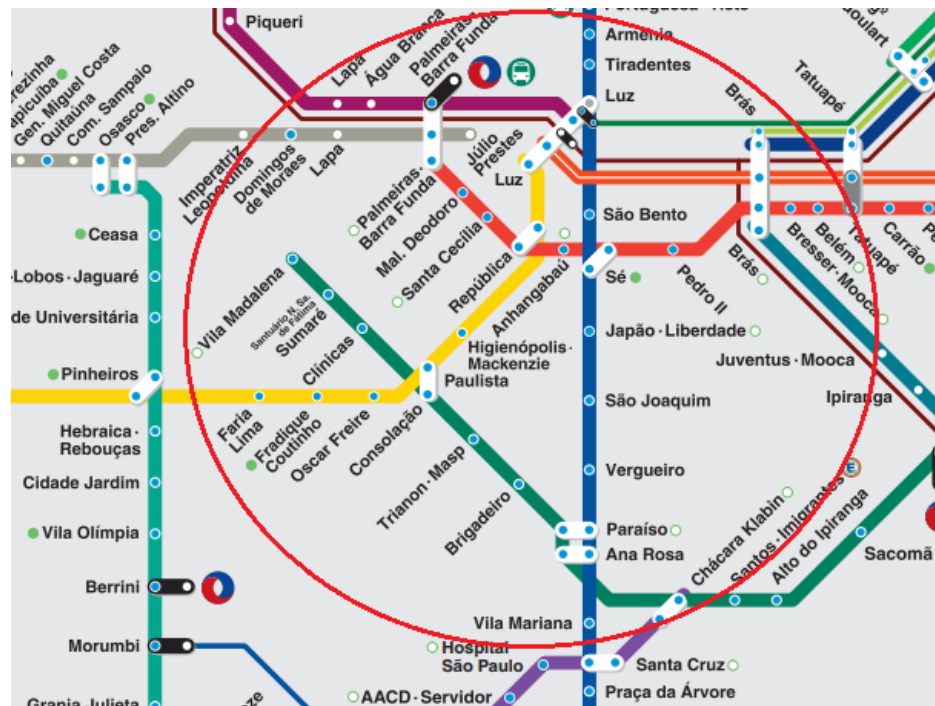 Piqueri
Lapa
Água Branca
Palmeiras-
Barra Funda
Armênia
Tiradentes
Luz
Tatuapé
Brás
Gen. Miguel Costa
Quitaúna
Com. Sampaio
Osasco
Pres. Altino
Imperatriz
Leopoldina
Domingos
de Moraes
Lapa
Júlio
Prestes
Luz
Palmeiras-
Barra Funda
Mal. Deodoro
Santa Cecília
República
Anhangabaú
São Bento
Sé
Pedro II
Brás
Bresser · Mooca
Belém
Tatuapé
Carrão
Ceasa
-Lobos · Jaguaré
de Universitária
Pinheiros
Hebraica ·
Rebouças
Cidade Jardim
Vila Olímpia
Berrini
Morumbi
Granja Julieta
Vila Madalena
Santuário N. Sa.
de Fátima
Sumaré
Clínicas
Higienópolis ·
Mackenzie
Paulista
Faria
Lima
Fradique
Coutinho
Oscar Freire
Consolação
Trianon · Masp
Brigadeiro
Japão · Liberdade
São Joaquim
Vergueiro
Paraíso
Ana Rosa
Vila Mariana
Juventus · Mooca
Ipiranga
Chácara Klabin
Santos · Imigrantes
E
Alto do Ipiranga
Sacomã
Hospital
São Paulo
Santa Cruz
AACD · Servidor
Praça da Árvore